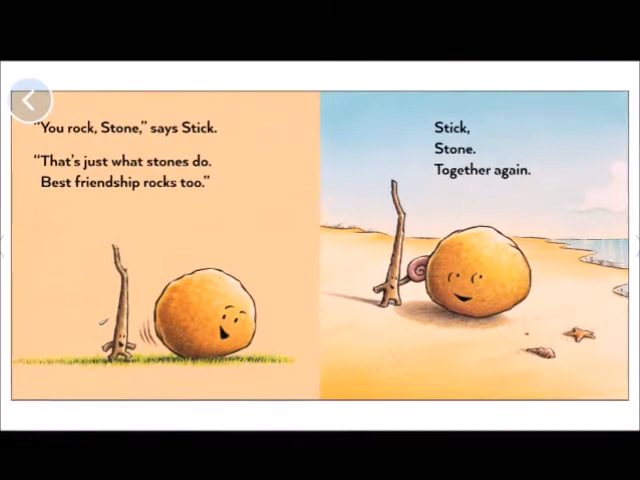 “You rock, Stone,” says Stick.
“That’s just what stones do.
Best friendship rocks too.”
Stick,
Stone.
Together again.